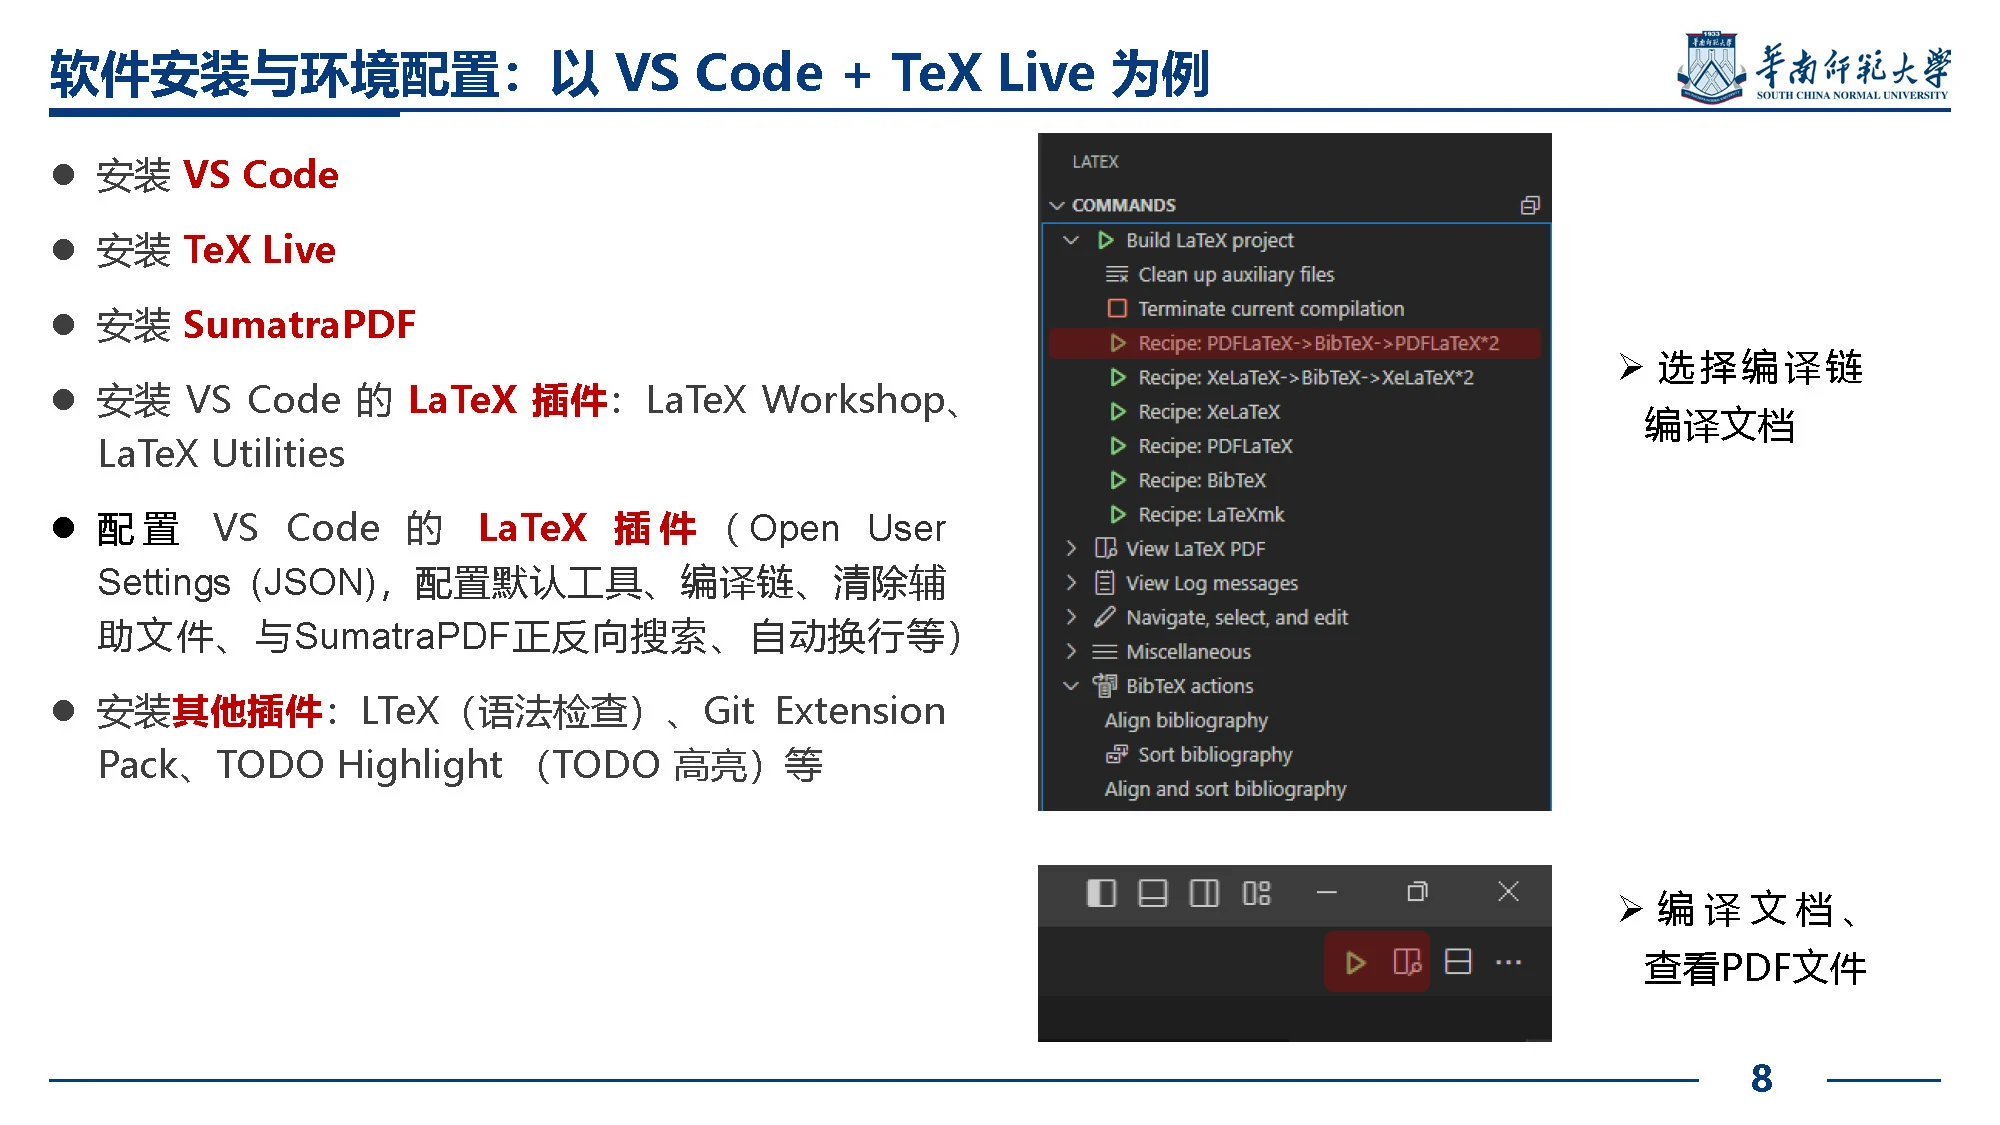 软件安装与环境配置：以 VS Code + TeX Live 为例
1933
华南师范大学
华南师范大学
SOUTH CHINA NORMAL UNIVERSITY
● 安装 VS Code
● 安装 TeX Live
● 安装 SumatraPDF
● 安装 VS Code 的 LaTeX 插件：LaTeX Workshop、
LaTeX Utilities
● 配置 VS Code 的 LaTeX 插件（Open User
Settings (JSON)，配置默认工具、编译链、清除辅
助文件、与SumatraPDF正反向搜索、自动换行等）
● 安装其他插件：LTeX（语法检查）、Git Extension
Pack、TODO Highlight （TODO 高亮）等
LATEX
COMMANDS
Build LaTeX project
Clean up auxiliary files
Terminate current compilation
Recipe: PDFLaTeX->BibTeX->PDFLaTeX*2
Recipe: XeLaTeX->BibTeX->XeLaTeX*2
Recipe: XeLaTeX
Recipe: PDFLaTeX
Recipe: BibTeX
Recipe: LaTeXmk
View LaTeX PDF
View Log messages
Navigate, select, and edit
Miscellaneous
BibTeX actions
Align bibliography
Sort bibliography
Align and sort bibliography
➢ 选择编译链
编译文档
➢ 编译文档、
查看PDF文件
8